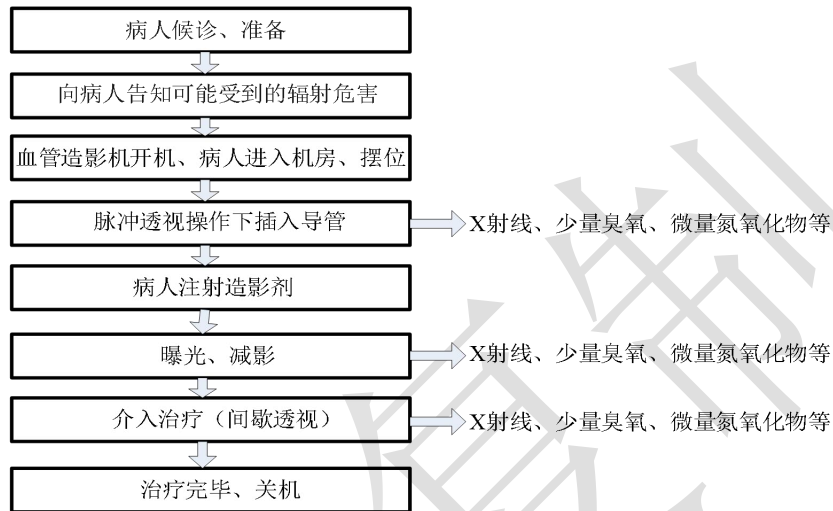 病人候诊、准备
向病人告知可能受到的辐射危害
血管造影机开机、病人进入机房、摆位
脉冲透视操作下插入导管
X射线、少量臭氧、微量氮氧化物等
病人注射造影剂
曝光、减影
X射线、少量臭氧、微量氮氧化物等
介入治疗（间歇透视）
X射线、少量臭氧、微量氮氧化物等
治疗完毕、关机